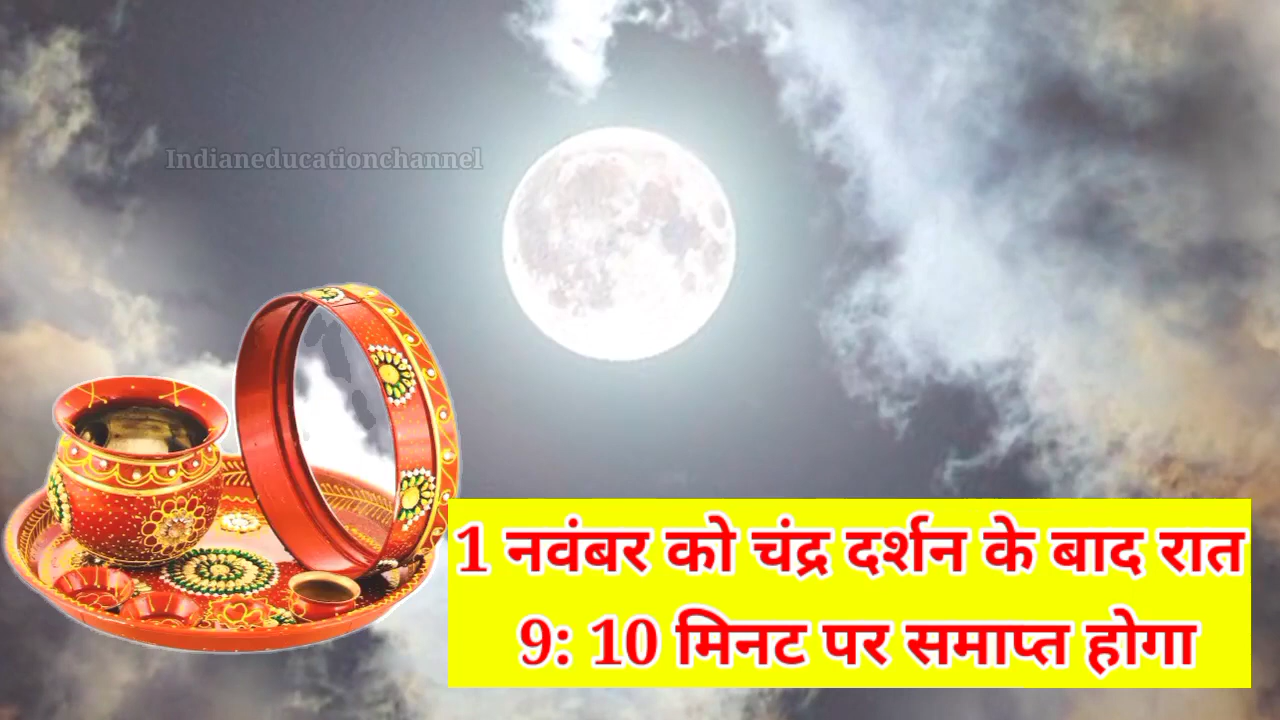 Indianeducationchannel
1 नवंबर को चंद्र दर्शन के बाद रात
9: 10 मिनट पर समाप्त होगा